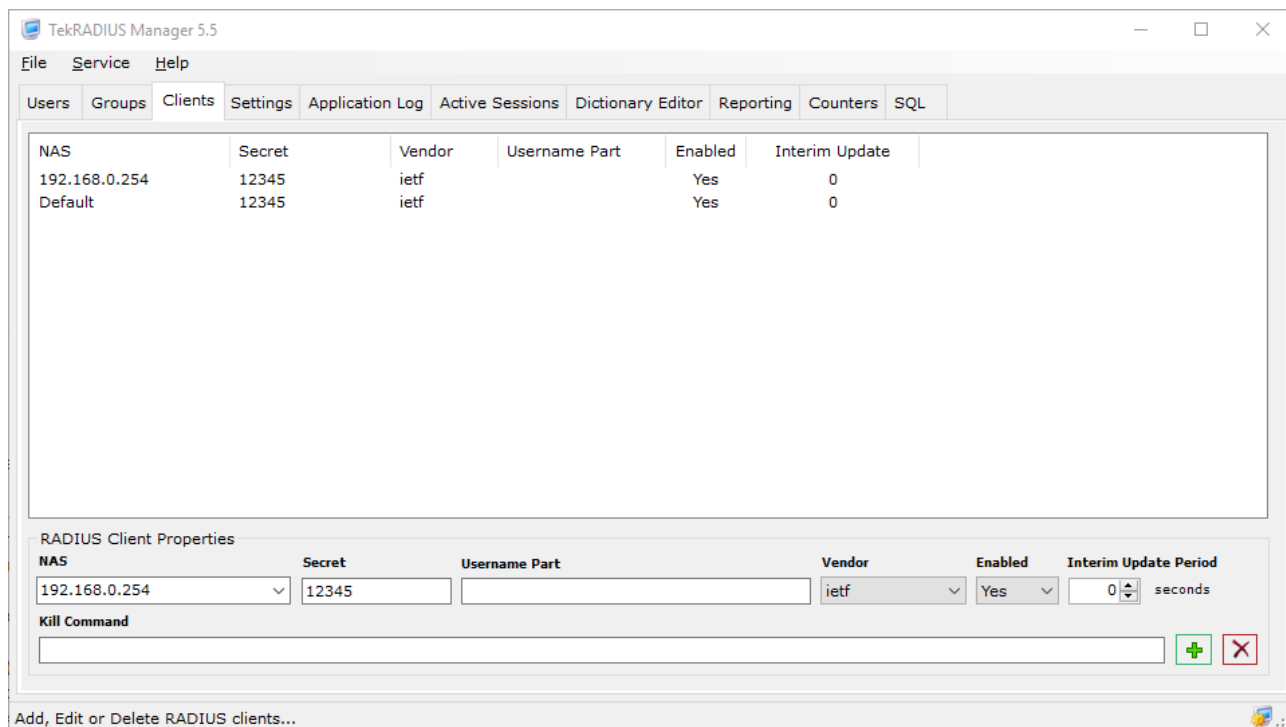 TekRADIUS Manager 5.5
File Service Help
Users Groups Clients Settings Application Log Active Sessions Dictionary Editor Reporting Counters SQL
NAS Secret Vendor Username Part Enabled Interim Update
192.168.0.254 12345 ietf Yes 0
Default 12345 ietf Yes 0
RADIUS Client Properties
NAS Secret Username Part Vendor Enabled Interim Update Period
192.168.0.254 12345 ietf Yes 0 seconds
Kill Command
Add, Edit or Delete RADIUS clients...